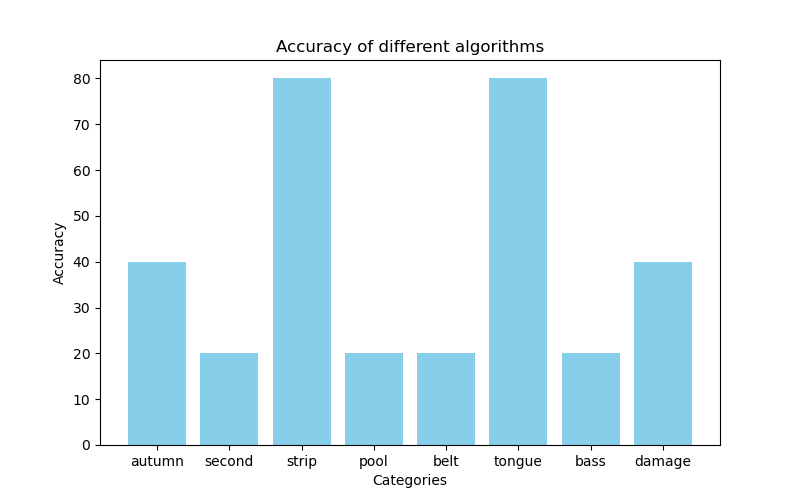 Accuracy of different algorithms
Accuracy
80
70
60
50
40
30
20
10
0
autumn second strip pool belt tongue bass damage
Categories